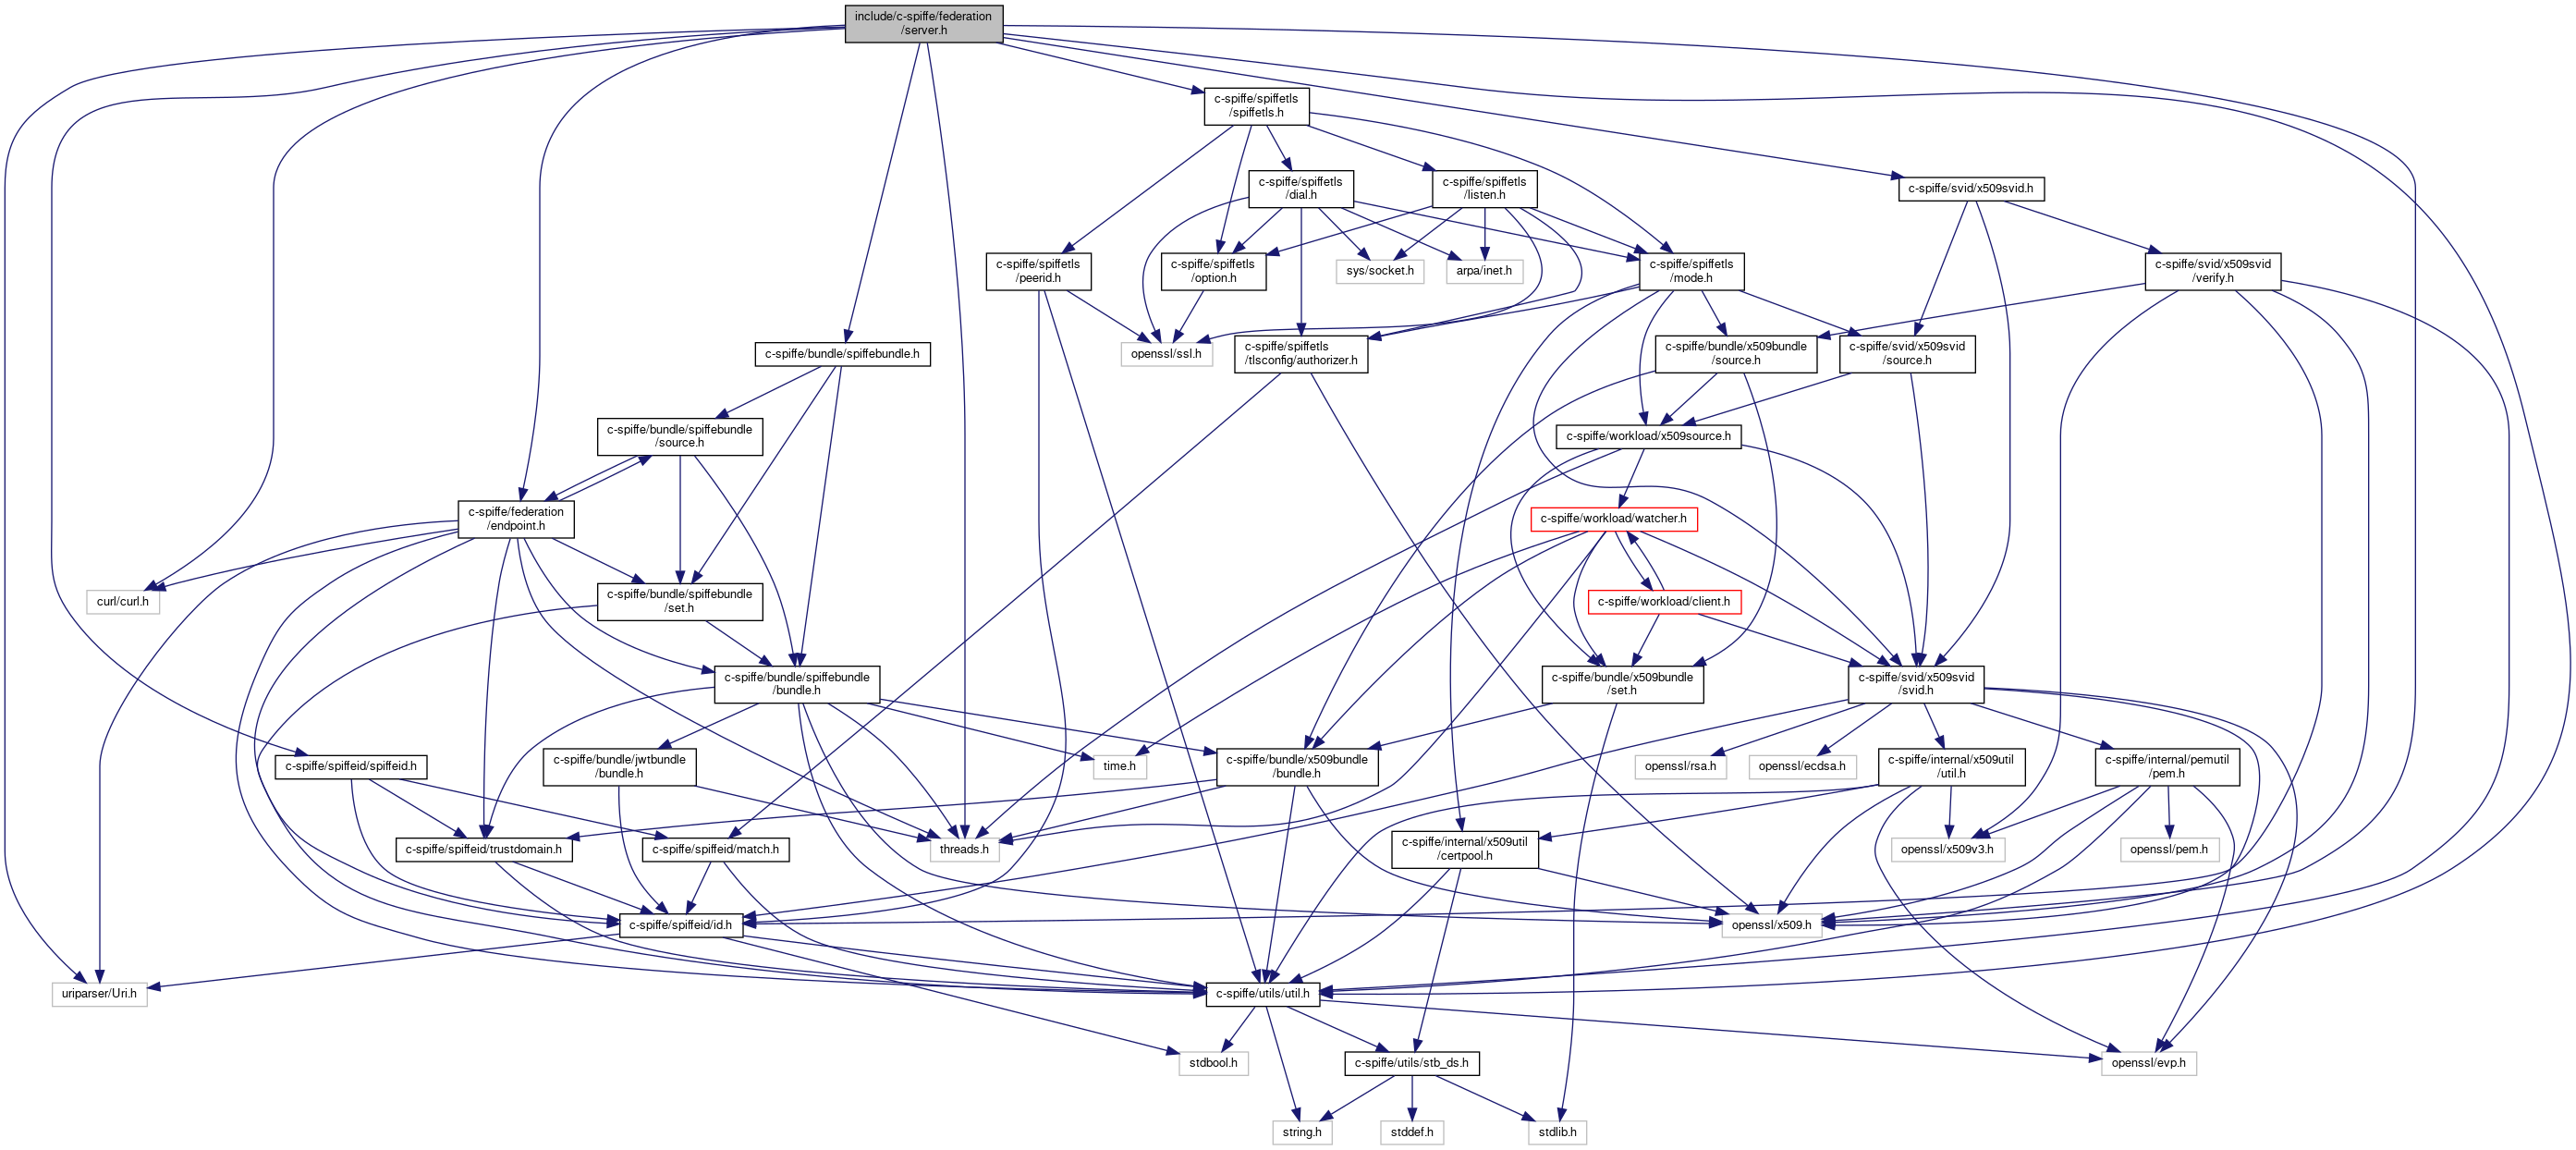 include/c-spiffe/federation
/server.h
c-spiffe/spiffetls
/spiffetls.h
c-spiffe/spiffetls
/dial.h
c-spiffe/spiffetls
/listen.h
c-spiffe/svid/x509svid.h
c-spiffe/spiffetls
/peerid.h
c-spiffe/spiffetls
/option.h
sys/socket.h
arpa/inet.h
c-spiffe/spiffetls
/mode.h
c-spiffe/svid/x509svid
/verify.h
c-spiffe/bundle/spiffebundle.h
openssl/ssl.h
c-spiffe/spiffetls
/tlsconfig/authorizer.h
c-spiffe/bundle/x509bundle
/source.h
c-spiffe/svid/x509svid
/source.h
c-spiffe/bundle/spiffebundle
/source.h
c-spiffe/workload/x509source.h
c-spiffe/federation
/endpoint.h
c-spiffe/workload/watcher.h
curl/curl.h
c-spiffe/bundle/spiffebundle
/set.h
c-spiffe/workload/client.h
c-spiffe/bundle/spiffebundle
/bundle.h
c-spiffe/bundle/x509bundle
/set.h
c-spiffe/svid/x509svid
/svid.h
c-spiffe/spiffeid/spiffeid.h
c-spiffe/bundle/jwtbundle
/bundle.h
time.h
c-spiffe/bundle/x509bundle
/bundle.h
openssl/rsa.h
openssl/ecdsa.h
c-spiffe/internal/x509util
/util.h
c-spiffe/internal/pemutil
/pem.h
c-spiffe/spiffeid/trustdomain.h
c-spiffe/spiffeid/match.h
threads.h
c-spiffe/internal/x509util
/certpool.h
openssl/x509v3.h
openssl/pem.h
c-spiffe/spiffeid/id.h
openssl/x509.h
uriparser/Uri.h
c-spiffe/utils/util.h
stdbool.h
c-spiffe/utils/stb_ds.h
openssl/evp.h
string.h
stddef.h
stdlib.h